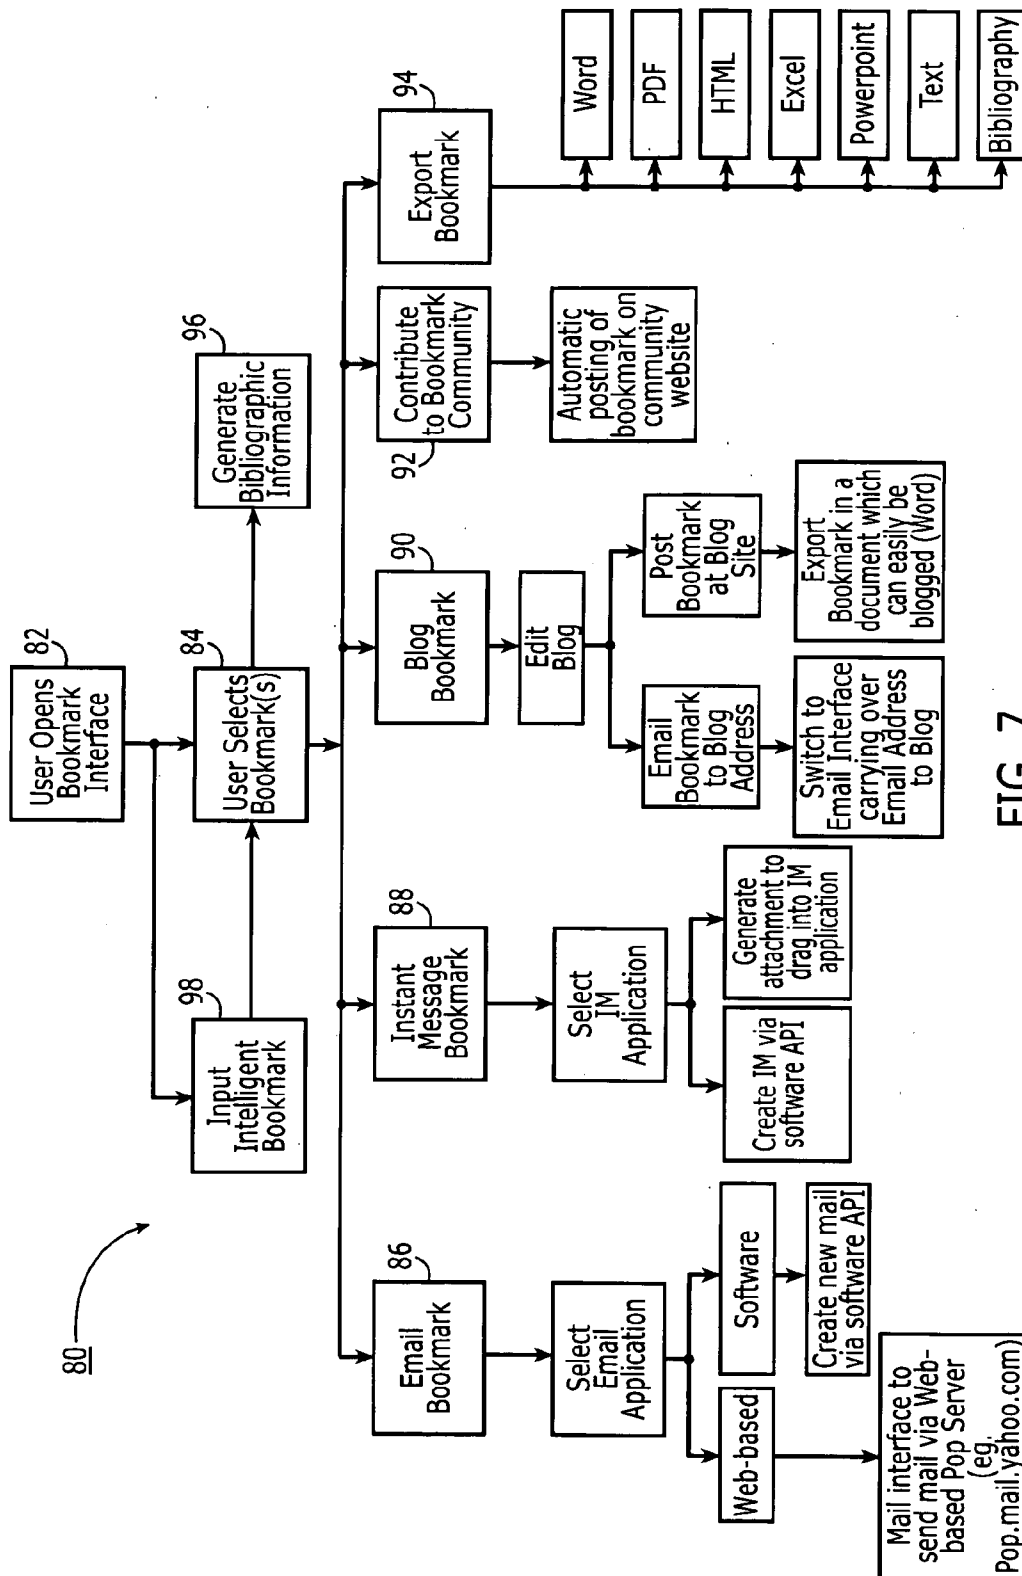 80
82
User Opens
Bookmark
Interface
98
Input
Intelligent
Bookmark
84
User Selects
Bookmark(s)
96
Generate
Bibliographic
Information
86
Email
Bookmark
Select
Email
Application
Web-based
Mail interface to
send mail via Web-
based Pop Server
(eg.
Pop.mail.yahoo.com)
Software
Create new mail
via software API
88
Instant
Message
Bookmark
Select
IM
Application
Create IM via
software API
Generate
attachment to
drag into IM
application
90
Blog
Bookmark
Edit
Blog
Email
Bookmark
to Blog
Address
Switch to
Email Interface
carrying over
Email Address
to Blog
Post
Bookmark
at Blog
Site
Export
Bookmark in a
document which
can easily be
blogged (Word)
92
Contribute
to Bookmark
Community
Automatic
posting of
bookmark on
community
website
94
Export
Bookmark
Word
PDF
HTML
Excel
Powerpoint
Text
Bibliography
FIG. 7